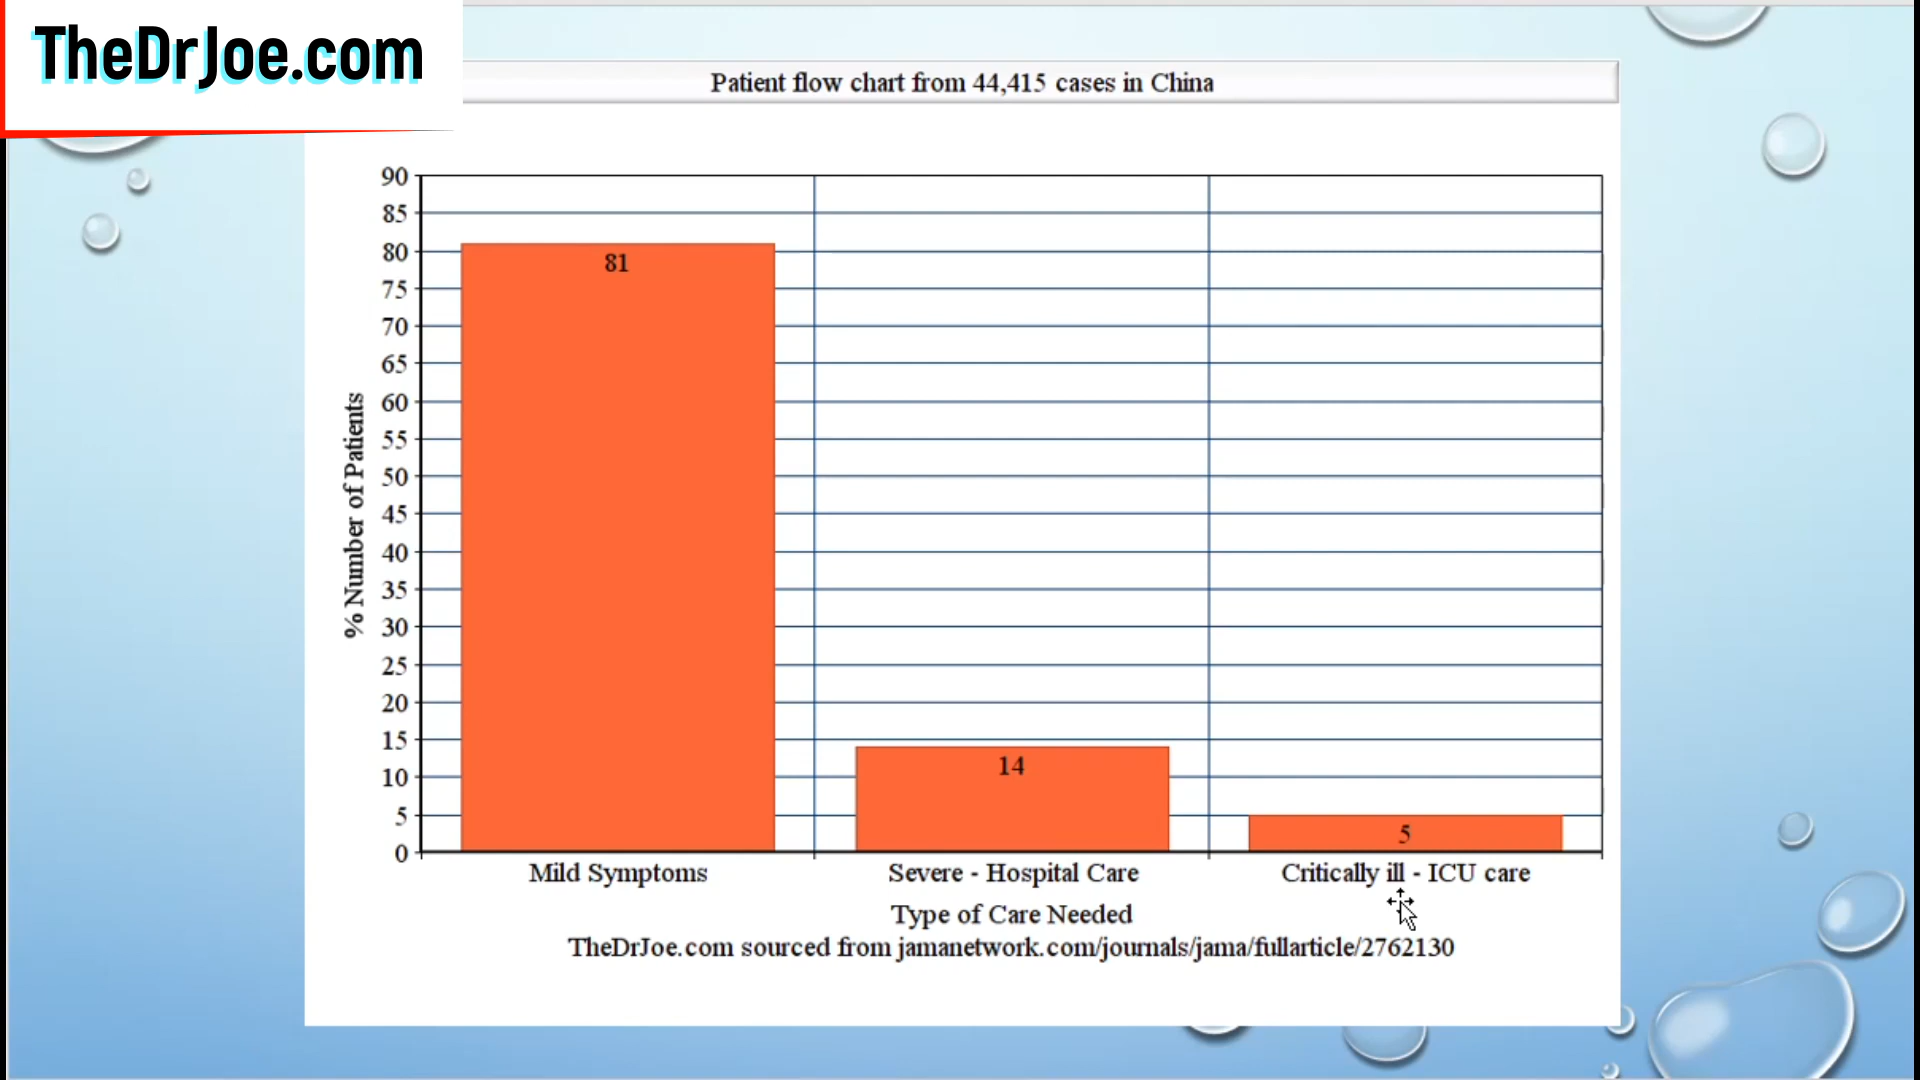 TheDrJoe.com
Patient flow chart from 44,415 cases in China
90
85
80
75
70
65
60
55
50
45
40
35
30
25
20
15
10
5
0
% Number of Patients
81
14
5
Mild Symptoms
Severe - Hospital Care
Critically ill - ICU care
Type of Care Needed
TheDrJoe.com sourced from jamanetwork.com/journals/jama/fullarticle/2762130